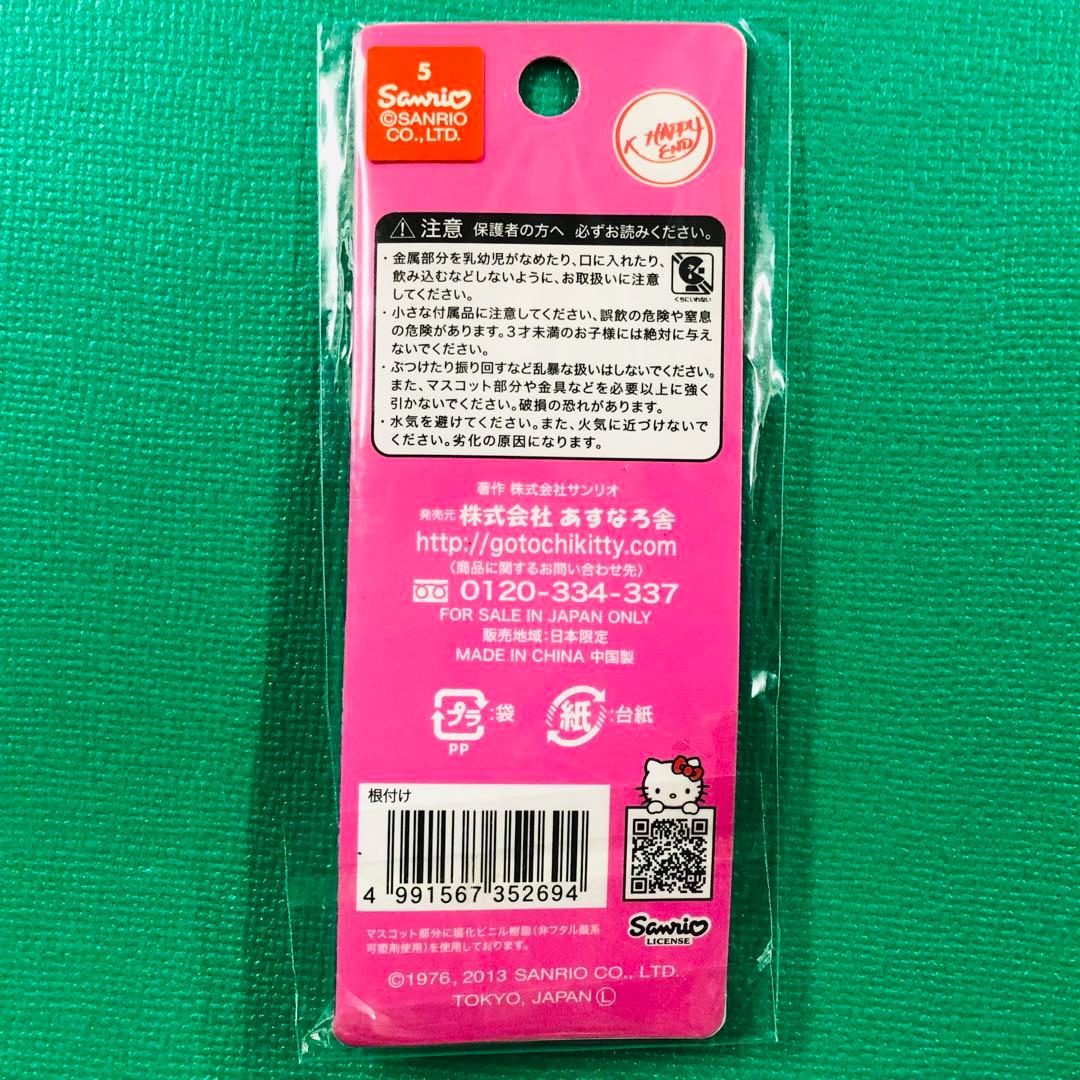 5
Sanrio
©SANRIO
CO., LTD.
K HAPPY
END
注意 保護者の方へ 必ずお読みください。
・金属部分を乳幼児がなめたり、口に入れたり、
飲み込むなどしないように、お取扱いに注意
してください。
くちにいれない
・小さな付属品に注意してください、誤飲の危険や窒息
の危険があります。3才未満のお子様には絶対に与え
ないでください。
・ぶつけたり振り回すなど乱暴な扱いはしないでください。
また、マスコット部分や金具などを必要以上に強く
引かないでください。破損の恐れがあります。
・水気を避けてください。また、火気に近づけないで
ください。劣化の原因になります。
著作 株式会社サンリオ
発売元 株式会社 あすなろ舎
http://gotochikitty.com
〈商品に関するお問い合わせ先〉
0120-334-337
FOR SALE IN JAPAN ONLY
販売地域：日本限定
MADE IN CHINA 中国製
プラ:袋
PP
紙:台紙
根付け
4 991567 352694
Sanrio
LICENSE
マスコット部分に塩化ビニル樹脂（非フタル酸系
可塑剤使用）を使用しております。
©1976, 2013 SANRIO CO., LTD.
TOKYO, JAPAN Ⓛ